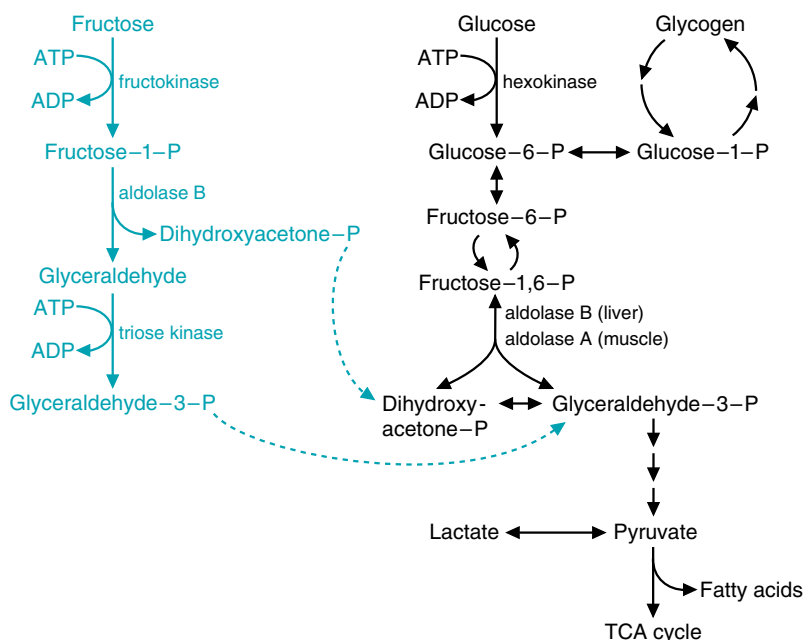 Fructose
ATP
fructokinase
ADP
Fructose–1–P
aldolase B
Dihydroxyacetone–P
Glyceraldehyde
ATP
triose kinase
ADP
Glyceraldehyde–3–P
Glucose
ATP
hexokinase
ADP
Glucose–6–P
Glycogen
Glucose–1–P
Fructose–6–P
Fructose–1,6–P
aldolase B (liver)
aldolase A (muscle)
Dihydroxy-
acetone–P
Glyceraldehyde–3–P
Lactate
Pyruvate
Fatty acids
TCA cycle